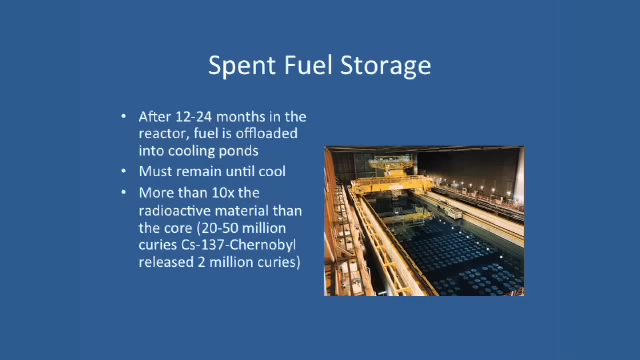 Spent Fuel Storage
• After 12-24 months in the
reactor, fuel is offloaded
into cooling ponds
• Must remain until cool
• More than 10x the
radioactive material than
the core (20-50 million
curies Cs-137-Chernobyl
released 2 million curies)